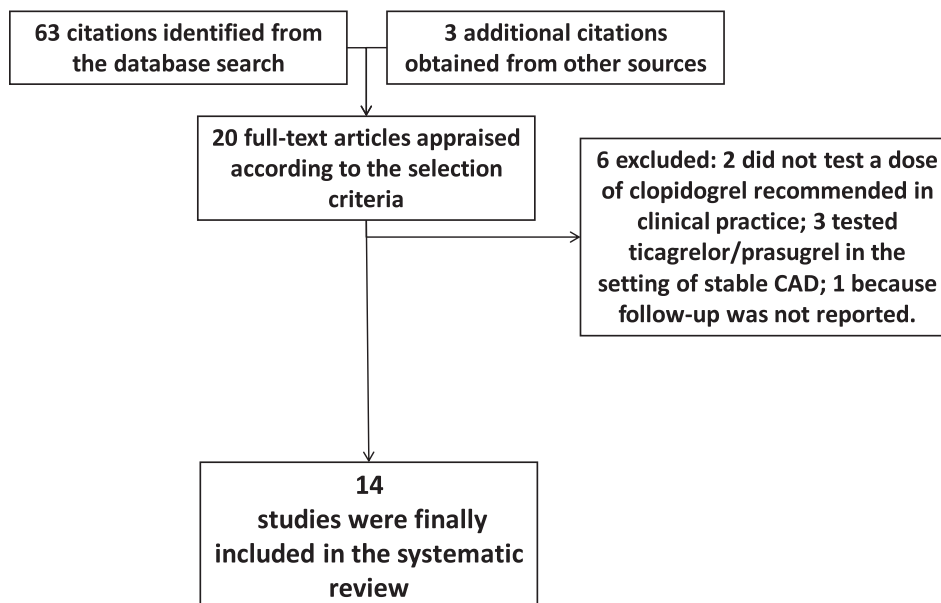 63 citations identified from
the database search
3 additional citations
obtained from other sources
20 full-text articles appraised
according to the selection
criteria
6 excluded: 2 did not test a dose
of clopidogrel recommended in
clinical practice; 3 tested
ticagrelor/prasugrel in the
setting of stable CAD; 1 because
follow-up was not reported.
14
studies were finally
included in the systematic
review